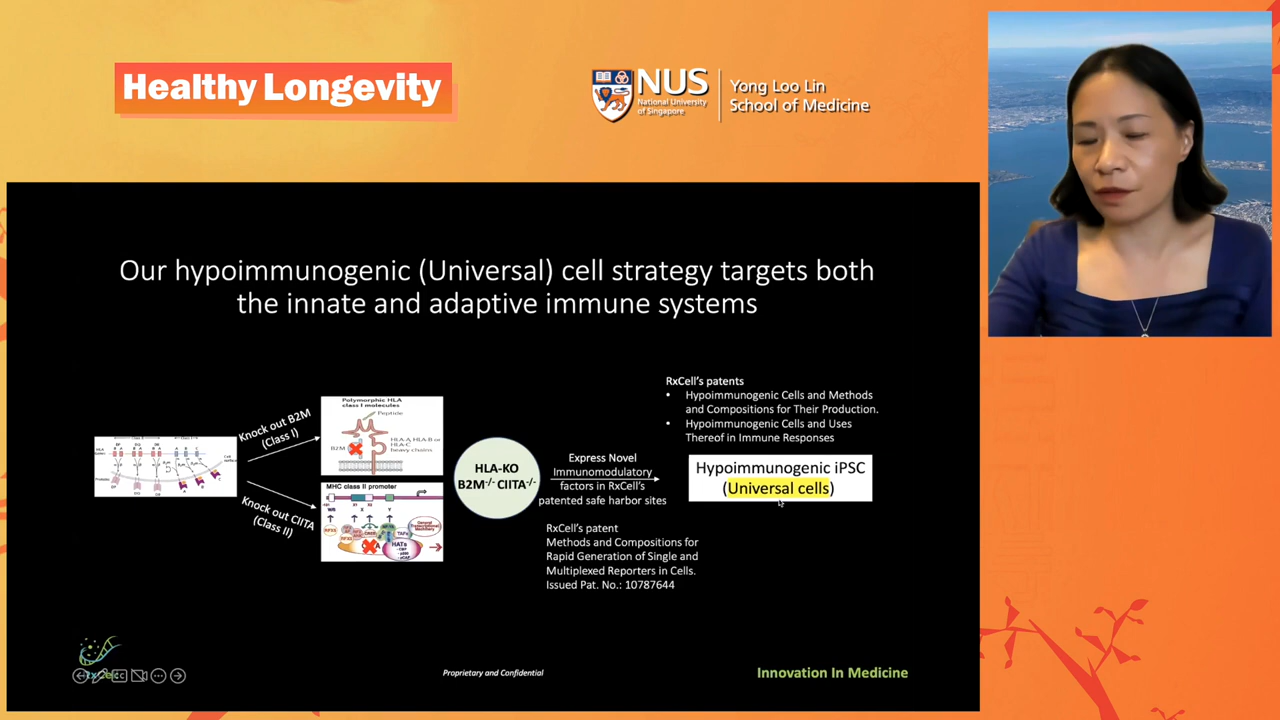 Healthy Longevity
NUS
National University
of Singapore
Yong Loo Lin
School of Medicine
Our hypoimmunogenic (Universal) cell strategy targets both
the innate and adaptive immune systems
Knock out B2M
(Class I)
Knock out CIITA
(Class II)
Polymorphic HLA
class I molecules
Peptide
B2M
HLA-A, HLA-B or
HLA-C
heavy chains
MHC class II promoter
X1
X2
X
Y
HATs
HLA-KO
B2M-/- CIITA-/-
Express Novel
Immunomodulatory
factors in RxCell's
patented safe harbor sites
RxCell's patent
Methods and Compositions for
Rapid Generation of Single and
Multiplexed Reporters in Cells.
Issued Pat. No.: 10787644
RxCell's patents
• Hypoimmunogenic Cells and Methods
and Compositions for Their Production.
• Hypoimmunogenic Cells and Uses
Thereof in Immune Responses
Hypoimmunogenic iPSC
(Universal cells)
Proprietary and Confidential
Innovation In Medicine